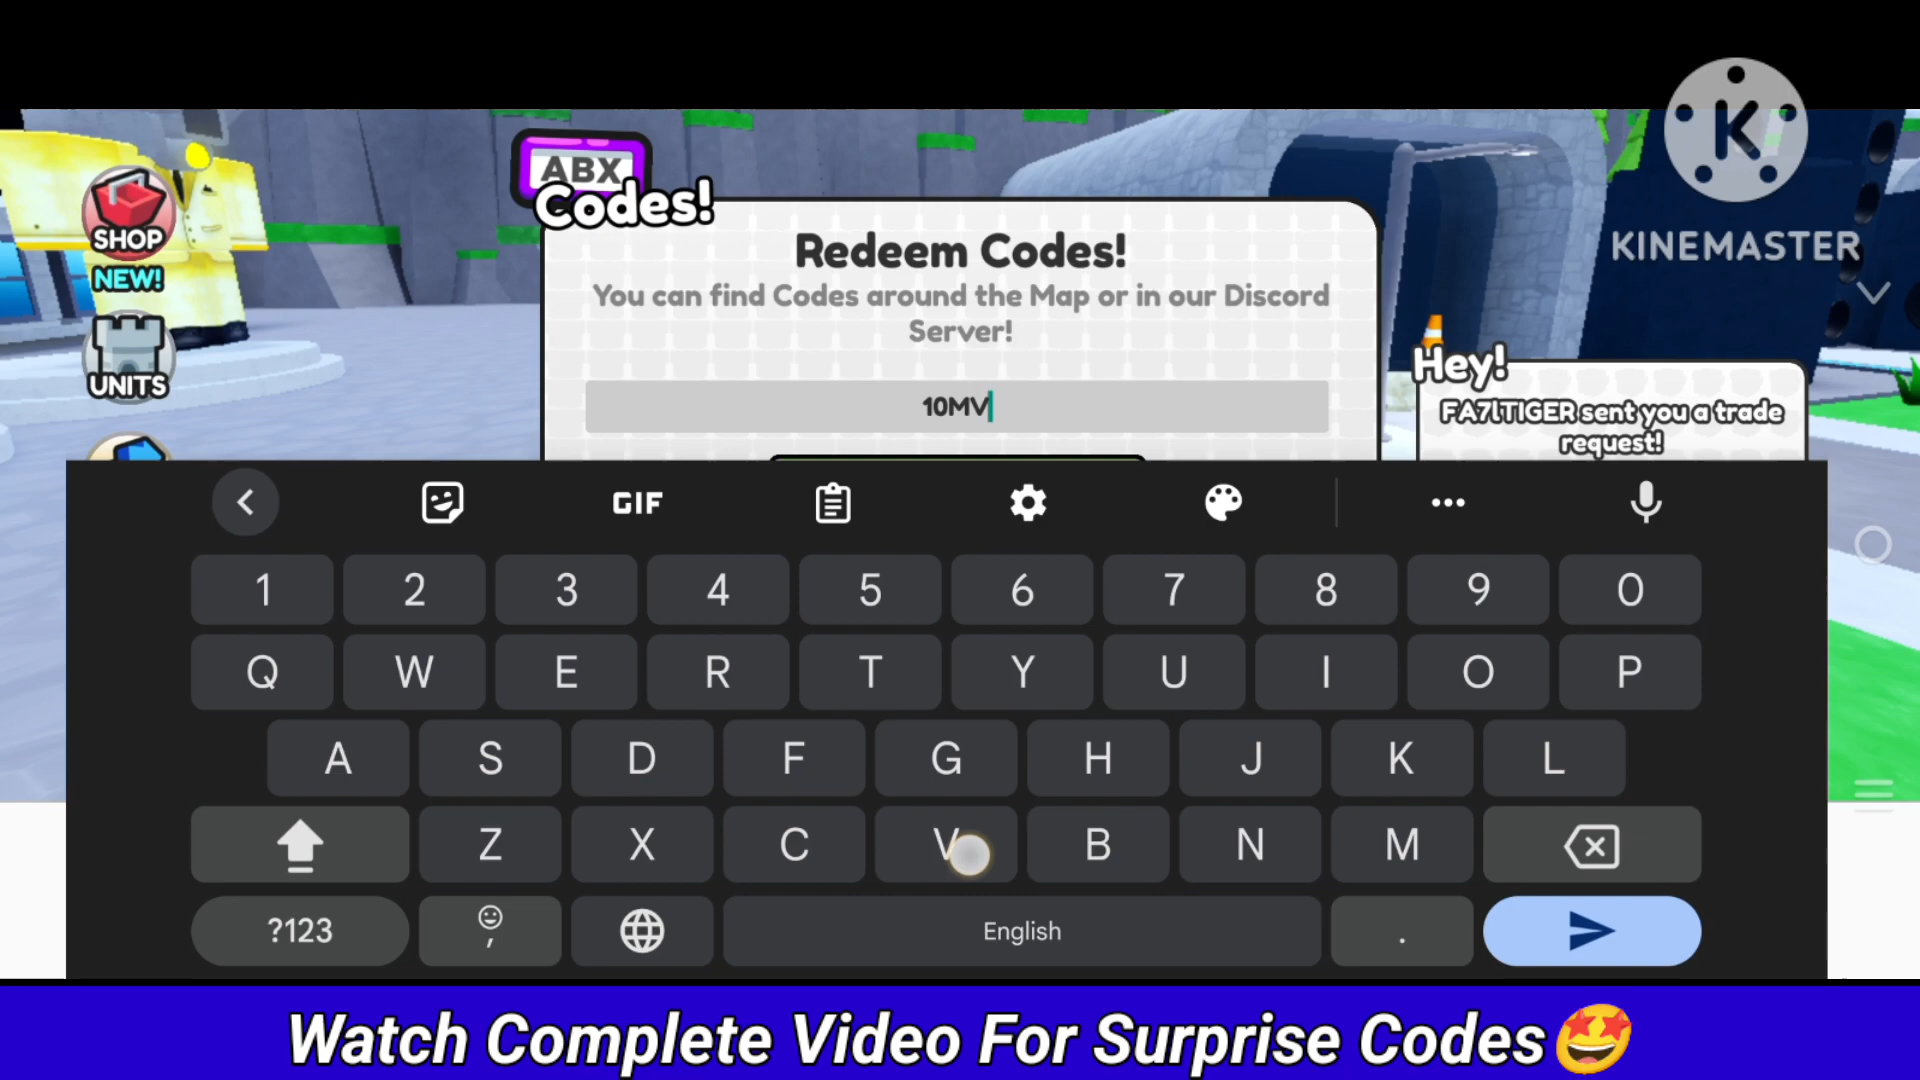 ABX
Codes!
Redeem Codes!
You can find Codes around the Map or in our Discord
Server!
10MV
SHOP
NEW!
UNITS
K
KINEMASTER
Hey!
FA7lTIGER sent you a trade
request!
GIF
1 2 3 4 5 6 7 8 9 0
Q W E R T Y U I O P
A S D F G H J K L
Z X C V B N M
?123 , English .
Watch Complete Video For Surprise Codes🤩